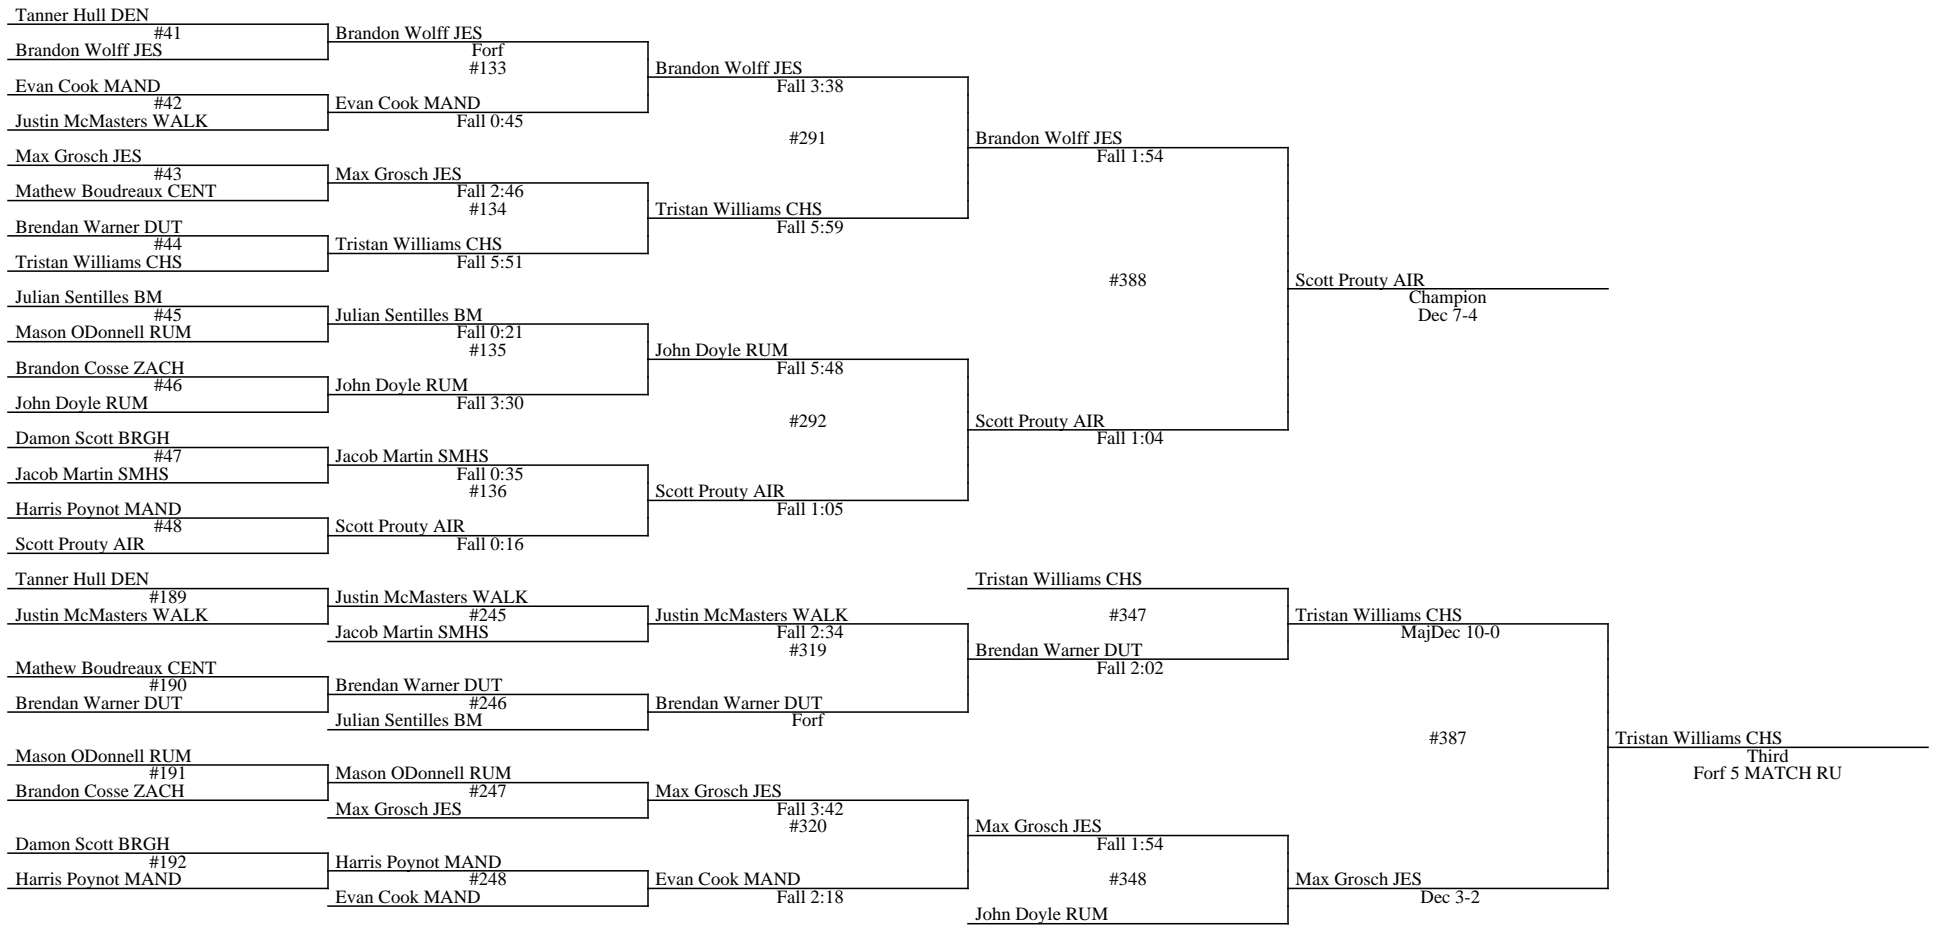 Tanner Hull DEN
#41
Brandon Wolff JES
Evan Cook MAND
#42
Justin McMasters WALK
Max Grosch JES
#43
Mathew Boudreaux CENT
Brendan Warner DUT
#44
Tristan Williams CHS
Julian Sentilles BM
#45
Mason ODonnell RUM
Brandon Cosse ZACH
#46
John Doyle RUM
Damon Scott BRGH
#47
Jacob Martin SMHS
Harris Poynot MAND
#48
Scott Prouty AIR
Brandon Wolff JES
Forf
#133
Evan Cook MAND
Fall 0:45
Max Grosch JES
Fall 2:46
#134
Tristan Williams CHS
Fall 5:51
Julian Sentilles BM
Fall 0:21
#135
John Doyle RUM
Fall 3:30
Jacob Martin SMHS
Fall 0:35
#136
Scott Prouty AIR
Fall 0:16
Brandon Wolff JES
Fall 3:38
#291
Tristan Williams CHS
Fall 5:59
John Doyle RUM
Fall 5:48
#292
Scott Prouty AIR
Fall 1:05
Brandon Wolff JES
Fall 1:54
#388
Scott Prouty AIR
Fall 1:04
Scott Prouty AIR
Champion
Dec 7-4
Tanner Hull DEN
#189
Justin McMasters WALK
Mathew Boudreaux CENT
#190
Brendan Warner DUT
Mason ODonnell RUM
#191
Brandon Cosse ZACH
Damon Scott BRGH
#192
Harris Poynot MAND
Justin McMasters WALK
#245
Jacob Martin SMHS
Brendan Warner DUT
#246
Julian Sentilles BM
Mason ODonnell RUM
#247
Max Grosch JES
Harris Poynot MAND
#248
Evan Cook MAND
Justin McMasters WALK
Fall 2:34
#319
Brendan Warner DUT
Forf
Max Grosch JES
Fall 3:42
#320
Evan Cook MAND
Fall 2:18
Tristan Williams CHS
#347
Brendan Warner DUT
Fall 2:02
Max Grosch JES
Fall 1:54
#348
John Doyle RUM
Tristan Williams CHS
MajDec 10-0
#387
Max Grosch JES
Dec 3-2
Tristan Williams CHS
Third
Forf 5 MATCH RU